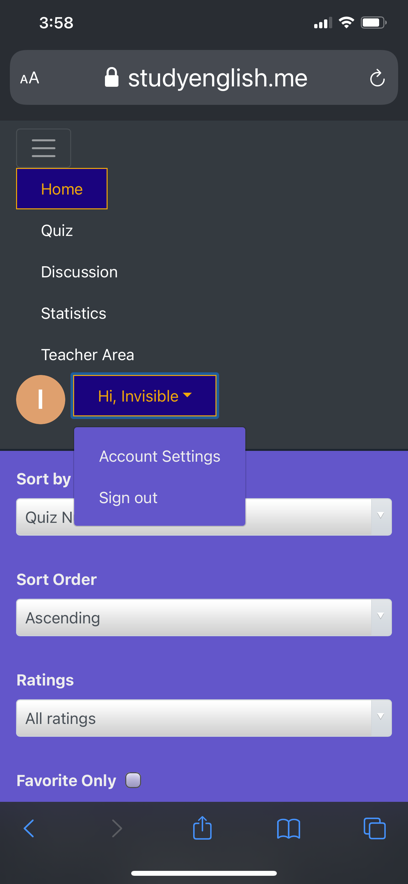 3:58
AA studyenglish.me
Home
Quiz
Discussion
Statistics
Teacher Area
I Hi, Invisible
Account Settings
Sign out
Sort by
Quiz N
Sort Order
Ascending
Ratings
All ratings
Favorite Only